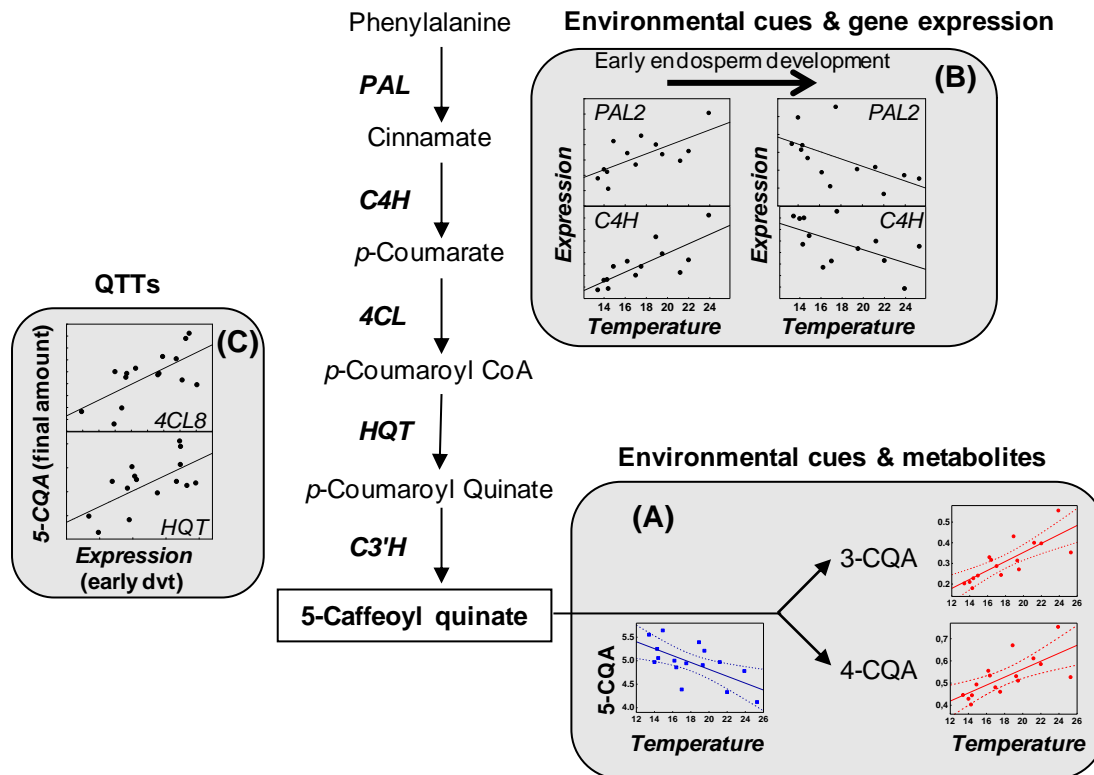 Phenylalanine
PAL
Cinnamate
C4H
p-Coumarate
4CL
p-Coumaroyl CoA
HQT
p-Coumaroyl Quinate
C3'H
5-Caffeoyl quinate
Environmental cues & gene expression
Early endosperm development
(B)
PAL2
PAL2
Expression
Expression
C4H
C4H
14 16 18 20 22 24
14 16 18 20 22 24
Temperature
Temperature
QTTs
(C)
5-CQA (final amount)
4CL8
HQT
Expression
(early dvt)
Environmental cues & metabolites
(A)
5-CQA
5.5
5.0
4.5
4.0
12 14 16 18 20 22 24 26
Temperature
3-CQA
0.5
0.4
0.3
0.2
12 14 16 18 20 22 24 26
4-CQA
0,7
0,6
0,5
0,4
12 14 16 18 20 22 24 26
Temperature